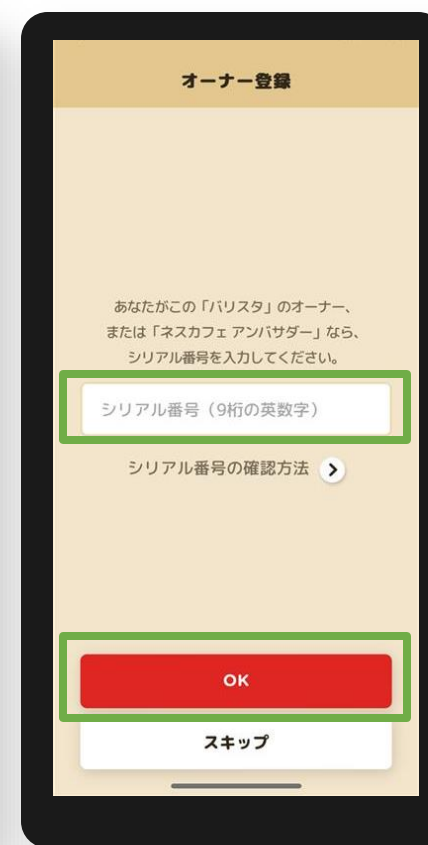 オーナー登録
あなたがこの「バリスタ」のオーナー、
または「ネスカフェ アンバサダー」なら、
シリアル番号を入力してください。
シリアル番号（9桁の英数字）
シリアル番号の確認方法
OK
スキップ